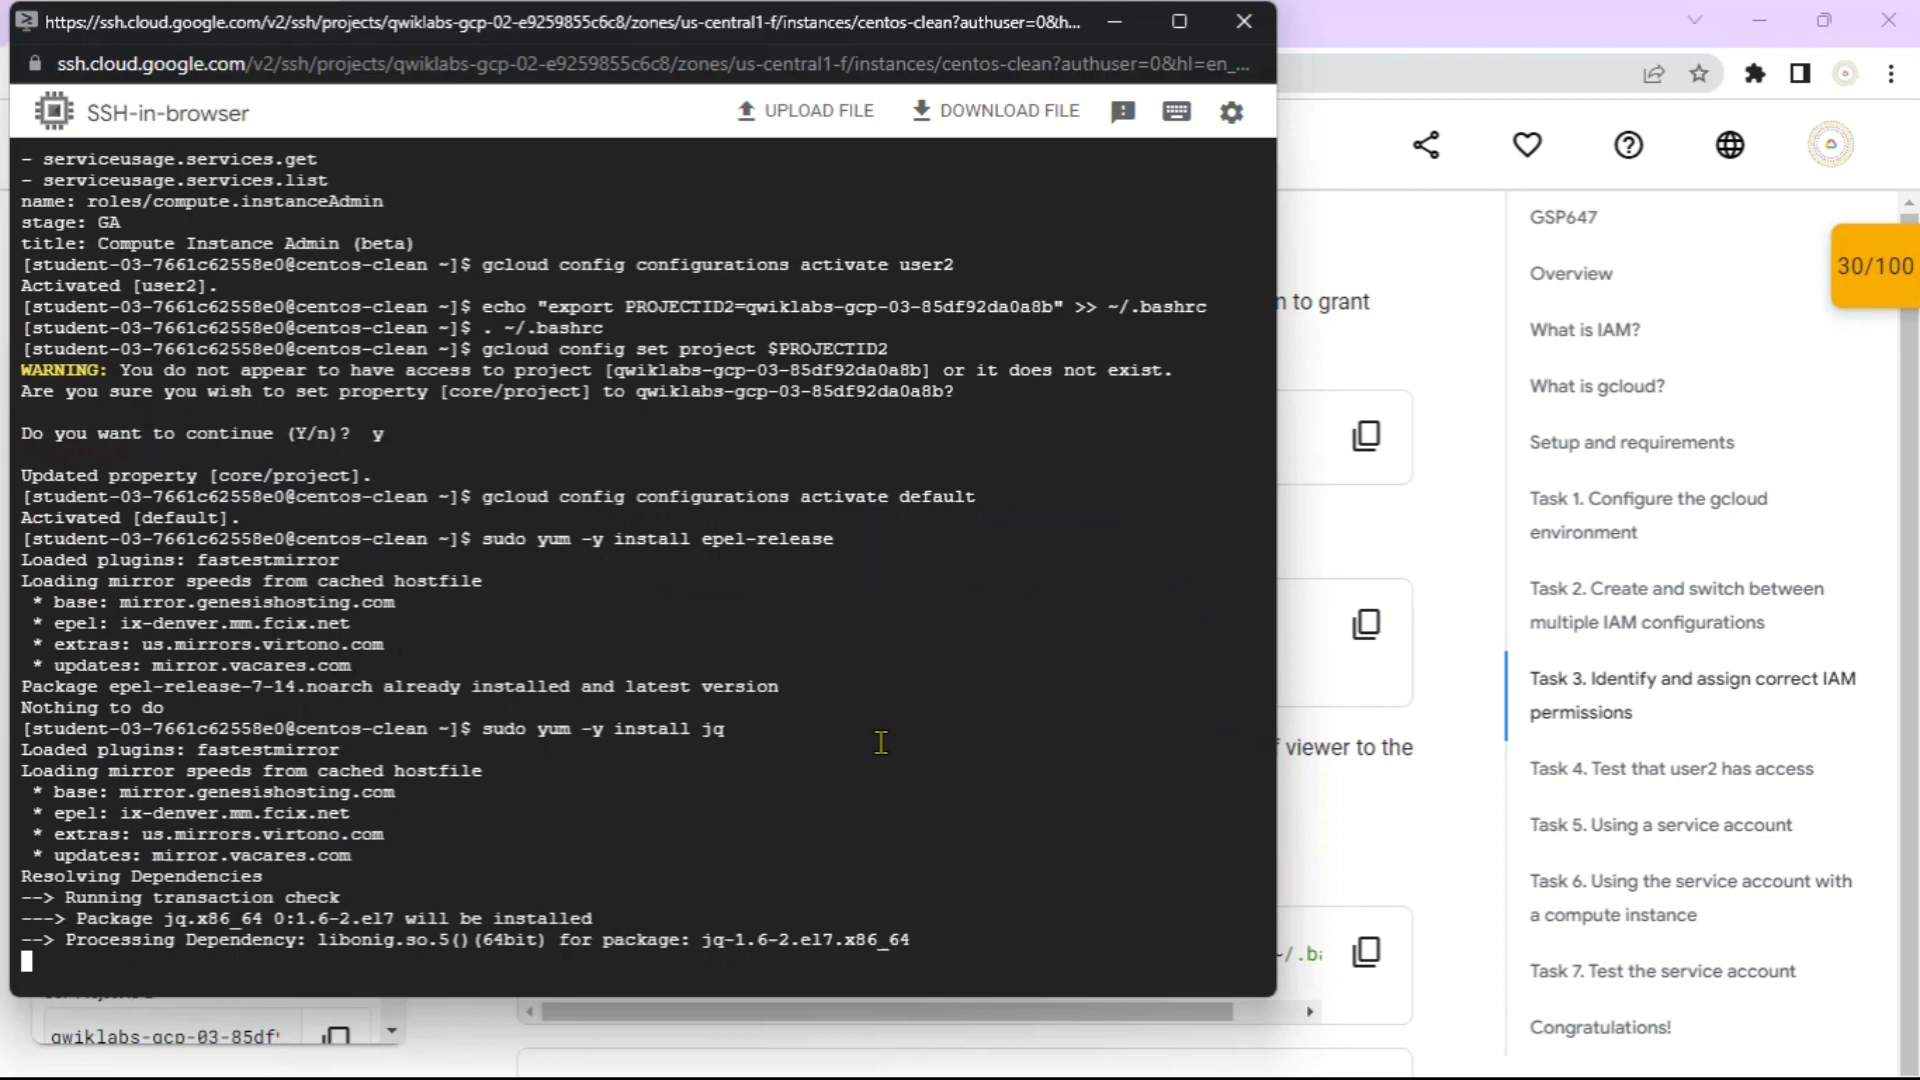 https://ssh.cloud.google.com/v2/ssh/projects/qwiklabs-gcp-02-e9259855c6c8/zones/us-central1-f/instances/centos-clean?authuser=0&h...
ssh.cloud.google.com/v2/ssh/projects/qwiklabs-gcp-02-e9259855c6c8/zones/us-central1-f/instances/centos-clean?authuser=0&hl=en_...
SSH-in-browser
UPLOAD FILE
DOWNLOAD FILE
- serviceusage.services.get
- serviceusage.services.list
name: roles/compute.instanceAdmin
stage: GA
title: Compute Instance Admin (beta)
[student-03-7661c62558e0@centos-clean ~]$ gcloud config configurations activate user2
Activated [user2].
[student-03-7661c62558e0@centos-clean ~]$ echo "export PROJECTID2=qwiklabs-gcp-03-85df92da0a8b" >> ~/.bashrc
[student-03-7661c62558e0@centos-clean ~]$ . ~/.bashrc
[student-03-7661c62558e0@centos-clean ~]$ gcloud config set project $PROJECTID2
WARNING: You do not appear to have access to project [qwiklabs-gcp-03-85df92da0a8b] or it does not exist.
Are you sure you wish to set property [core/project] to qwiklabs-gcp-03-85df92da0a8b?
Do you want to continue (Y/n)? y
Updated property [core/project].
[student-03-7661c62558e0@centos-clean ~]$ gcloud config configurations activate default
Activated [default].
[student-03-7661c62558e0@centos-clean ~]$ sudo yum -y install epel-release
Loaded plugins: fastestmirror
Loading mirror speeds from cached hostfile
* base: mirror.genesishosting.com
* epel: ix-denver.mm.fcix.net
* extras: us.mirrors.virtono.com
* updates: mirror.vacares.com
Package epel-release-7-14.noarch already installed and latest version
Nothing to do
[student-03-7661c62558e0@centos-clean ~]$ sudo yum -y install jq
Loaded plugins: fastestmirror
Loading mirror speeds from cached hostfile
* base: mirror.genesishosting.com
* epel: ix-denver.mm.fcix.net
* extras: us.mirrors.virtono.com
* updates: mirror.vacares.com
Resolving Dependencies
--> Running transaction check
---> Package jq.x86_64 0:1.6-2.el7 will be installed
--> Processing Dependency: libonig.so.5()(64bit) for package: jq-1.6-2.el7.x86_64
qwiklabs-gcp-03-85df'
n to grant
viewer to the
~/.ba
GSP647
Overview
What is IAM?
What is gcloud?
Setup and requirements
Task 1. Configure the gcloud
environment
Task 2. Create and switch between
multiple IAM configurations
Task 3. Identify and assign correct IAM
permissions
Task 4. Test that user2 has access
Task 5. Using a service account
Task 6. Using the service account with
a compute instance
Task 7. Test the service account
Congratulations!
30/100